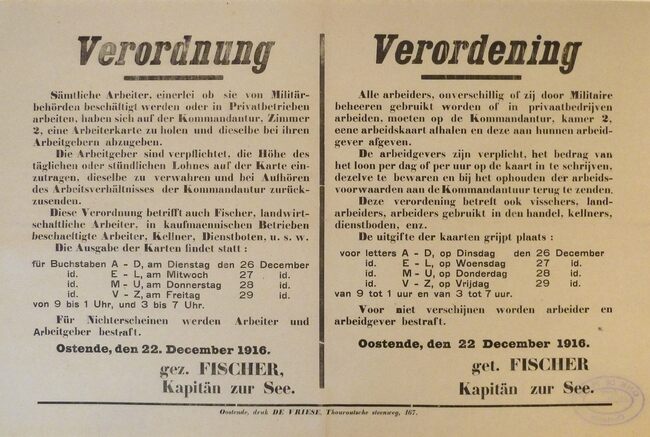 Verordnung
Sämtliche Arbeiter, einerlei ob sie von Militär-
behörden beschäftigt werden oder in Privatbetrieben
arbeiten, haben sich auf der Kommandantur, Zimmer
2, eine Arbeiterkarte zu holen und dieselbe bei ihren
Arbeitgebern abzugeben.
Die Arbeitgeber sind verpflichtet, die Höhe des
täglichen oder stündlichen Lohnes auf der Karte ein-
zutragen, dieselbe zu verwahren und bei Aufhören
des Arbeitsverhältnisses der Kommandantur zurück-
zusenden.
Diese Verordnung betrifft auch Fischer, landwirt-
schaftliche Arbeiter, in kaufmaennischen Betrieben
beschaeftigte Arbeiter, Kellner, Dienstboten, u. s. w.
Die Ausgabe der Karten findet statt :
für Buchstaben A - D, am Dienstag den 26 December
id. E - L, am Mitwoch 27 id.
id. M - U, am Donnerstag 28 id.
id. V - Z, am Freitag 29 id.
von 9 bis 1 Uhr, und 3 bis 7 Uhr.
Für Nichterscheinen werden Arbeiter und
Arbeitgeber bestraft.
Ostende, den 22. December 1916.
gez. FISCHER,
Kapitän zur See.
Verordening
Alle arbeiders, onverschillig of zij door Militaire
beheeren gebruikt worden of in privaatbedrijven
arbeiden, moeten op de Kommandantur, kamer 2,
eene arbeidskaart afhalen en deze aan hunnen arbeid-
gever afgeven.
De arbeidgevers zijn verplicht, het bedrag van
het loon per dag of per uur op de kaart in te schrijven,
dezelve te bewaren en bij het ophouden der arbeids-
voorwaarden aan de Kommandantuur terug te zenden.
Deze verordening betreft ook visschers, land-
arbeiders, arbeiders gebruikt in den handel, kellners,
dienstboden, enz.
De uitgifte der kaarten grijpt plaats :
voor letters A - D, op Dinsdag den 26 December
id. E - L, op Woensdag 27 id.
id. M - U, op Donderdag 28 id.
id. V - Z, op Vrijdag 29 id.
van 9 tot 1 uur en van 3 tot 7 uur.
Voor niet verschijnen worden arbeider en
arbeidgever bestraft.
Oostende, den 22 December 1916.
get. FISCHER
Kapitän zur See.
Oostende, druk DE VRIESE, Thouroutsche steenweg, 467.